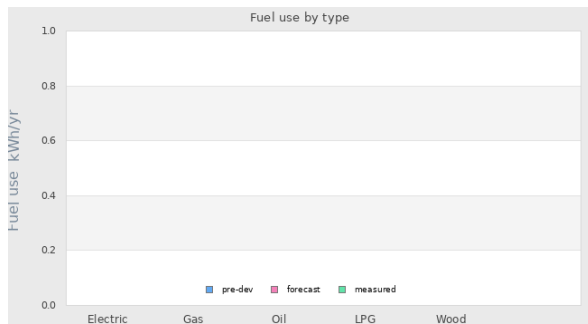 Fuel use by type
Fuel use  kWh/yr
1.0
0.8
0.6
0.4
0.2
0.0
pre-dev forecast measured
Electric Gas Oil LPG Wood